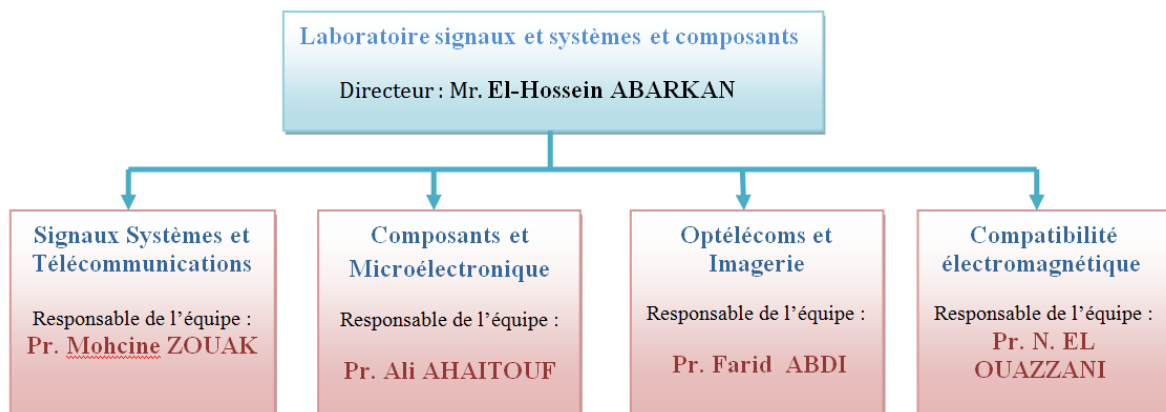 Laboratoire signaux et systèmes et composants
Directeur : Mr. El-Hossein ABARKAN
Signaux Systèmes et
Télécommunications
Responsable de l’équipe :
Pr. Mohcine ZOUAK
Composants et
Microélectronique
Responsable de l’équipe :
Pr. Ali AHAITOUF
Optélécoms et
Imagerie
Responsable de l’équipe :
Pr. Farid ABDI
Compatibilité
électromagnétique
Responsable de l’équipe :
Pr. N. EL
OUAZZANI